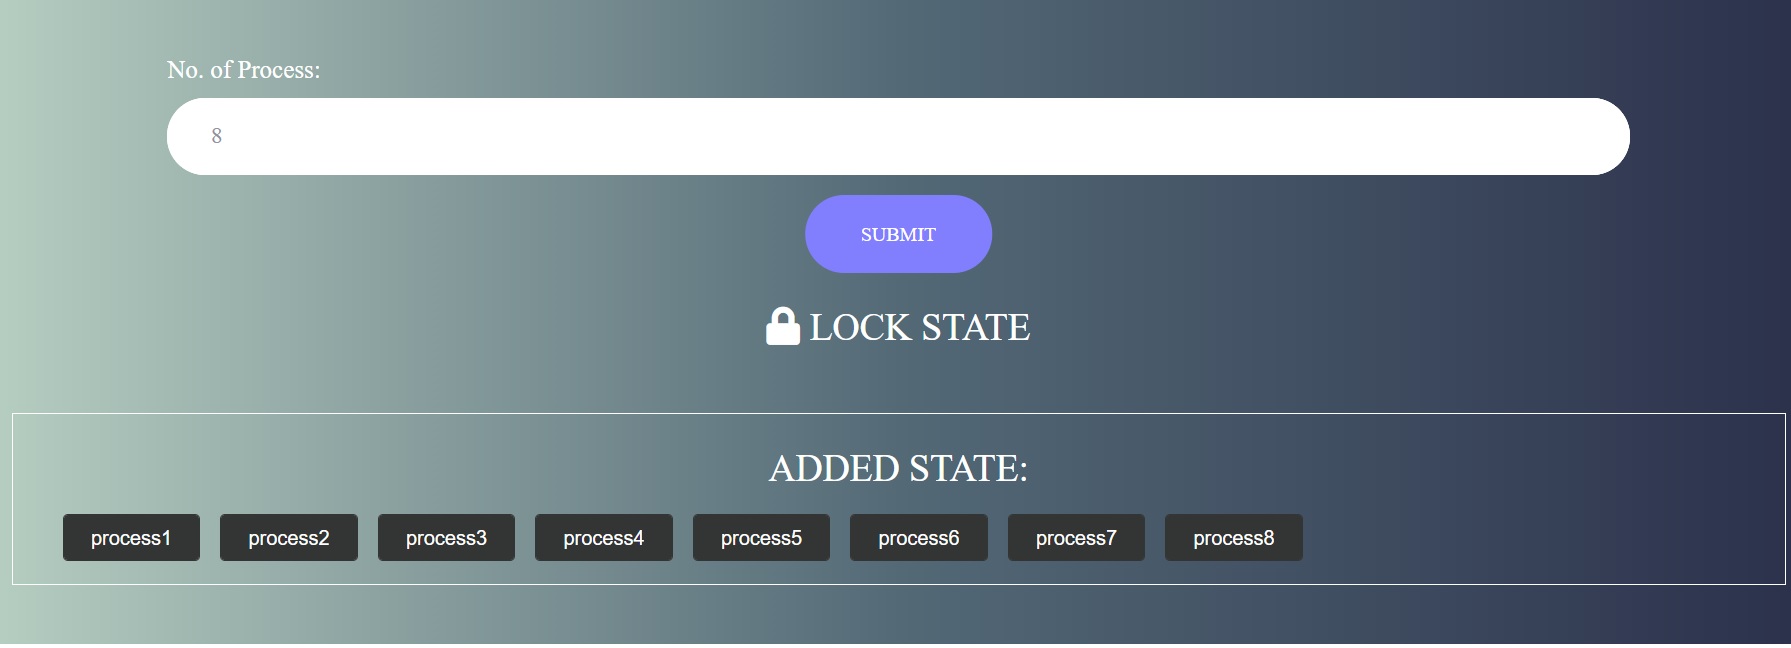 No. of Process:
8
SUBMIT
LOCK STATE
ADDED STATE:
process1 process2 process3 process4 process5 process6 process7 process8